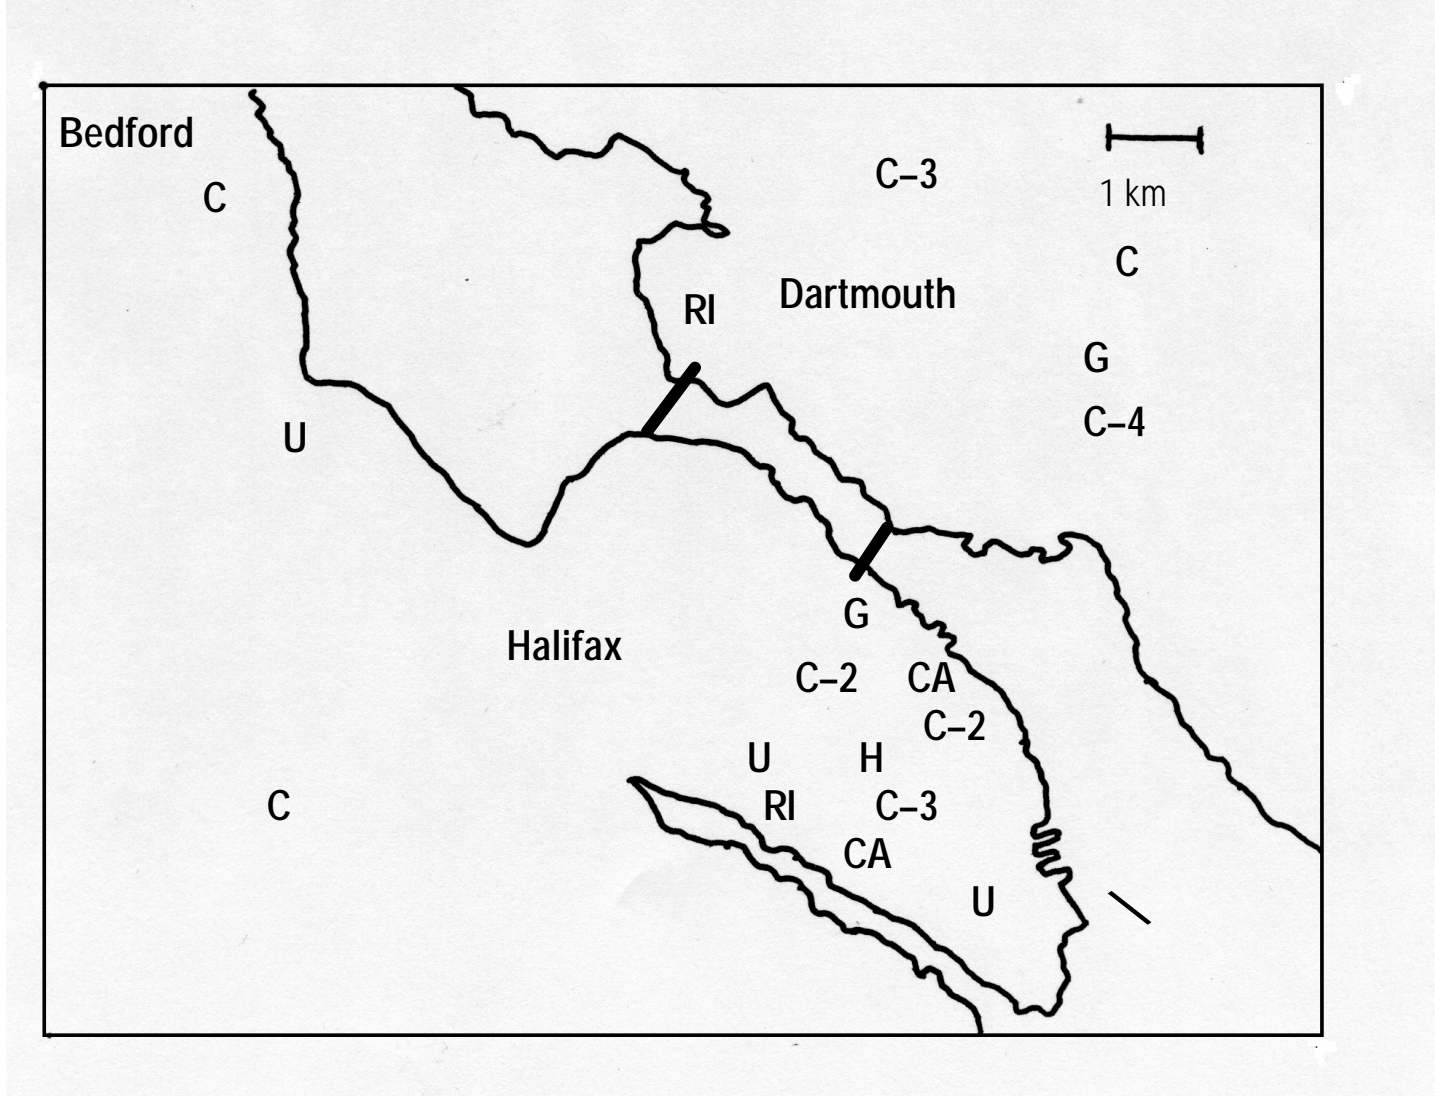 Bedford
C–3
1 km
C
C
Dartmouth
RI
G
C–4
U
G
Halifax
C–2 CA
C–2
U H
C RI C–3
CA
U